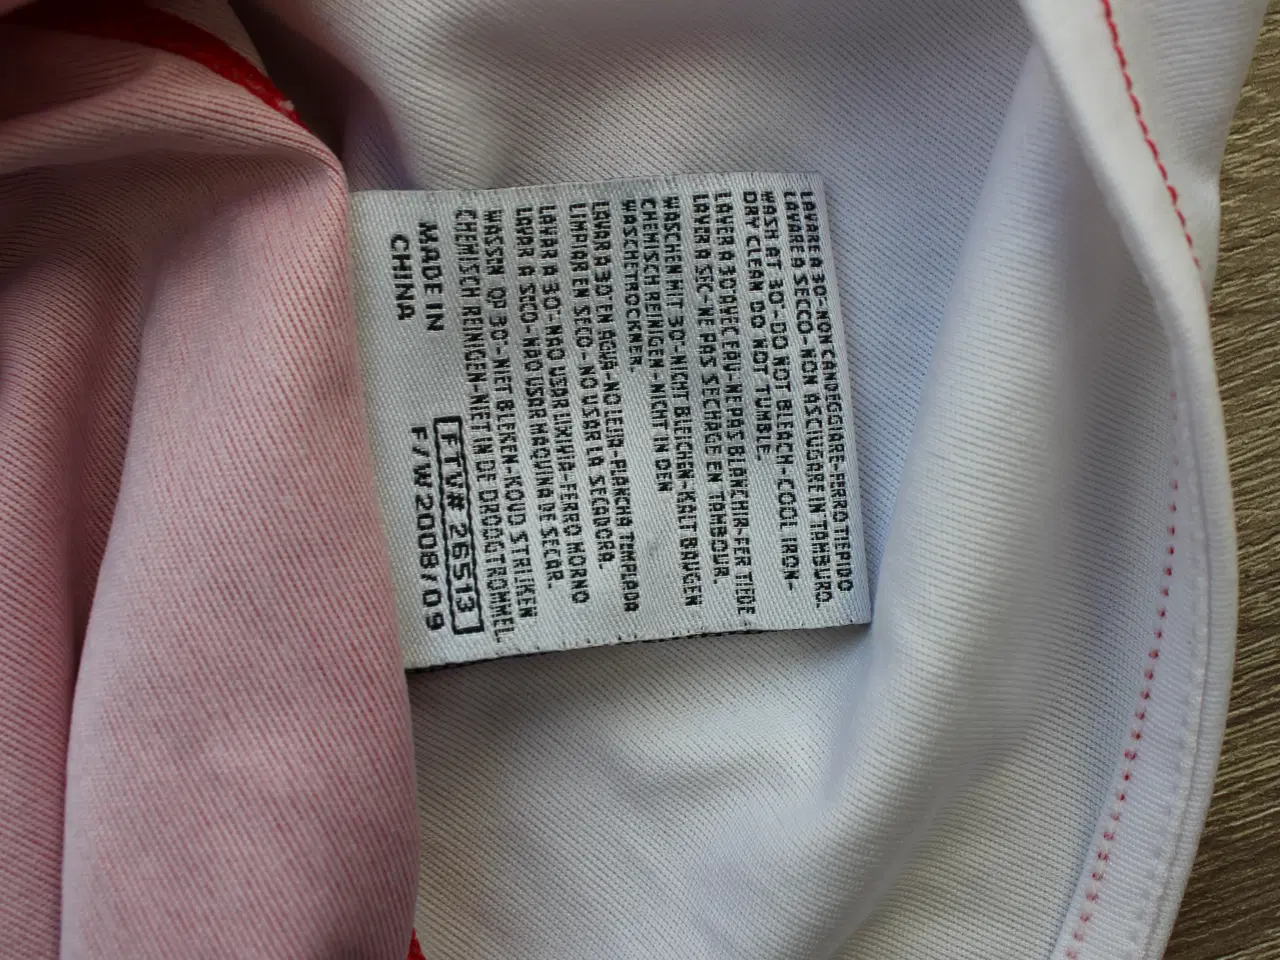 LAVARE A 30°-NON CANDEGGIARE-FERRO TIEPIDO
LAVARE A SECCO-NON ASCIUGARE IN TAMBURO.
WASH AT 30°-DO NOT BLEACH-COOL IRON-
DRY CLEAN DO NOT TUMBLE.
LAVER A 30°AVEC EAU-NE PAS BLANCHIR-FER TIEDE
LAVER A SEC-NE PAS SECHAGE EN TAMBOUR.
WASCHEN MIT 30°-NICHT BLEICHEN-KALT BAUGEN
CHEMISCH REINIGEN-NICHT IN DEN
WASCHETROCKNER.
LAVAR A 30°EN AGUA-NO LEJIA-PLANCHA TEMPLADA
LIMPIAR EN SECO-NO USAR LA SECADORA.
LAVAR A 30°-NAO USAR LIXIVIA-FERRO MORNO
LAVAR A SECO-NAO USAR MAQUINA DE SECAR.
WASSEN OP 30°-NIET BLEKEN-KOUD STRIJKEN
CHEMISCH REINIGEN-NIET IN DE DROOGTROMMEL
MADE IN FTV# 26513
CHINA F/W2008/09